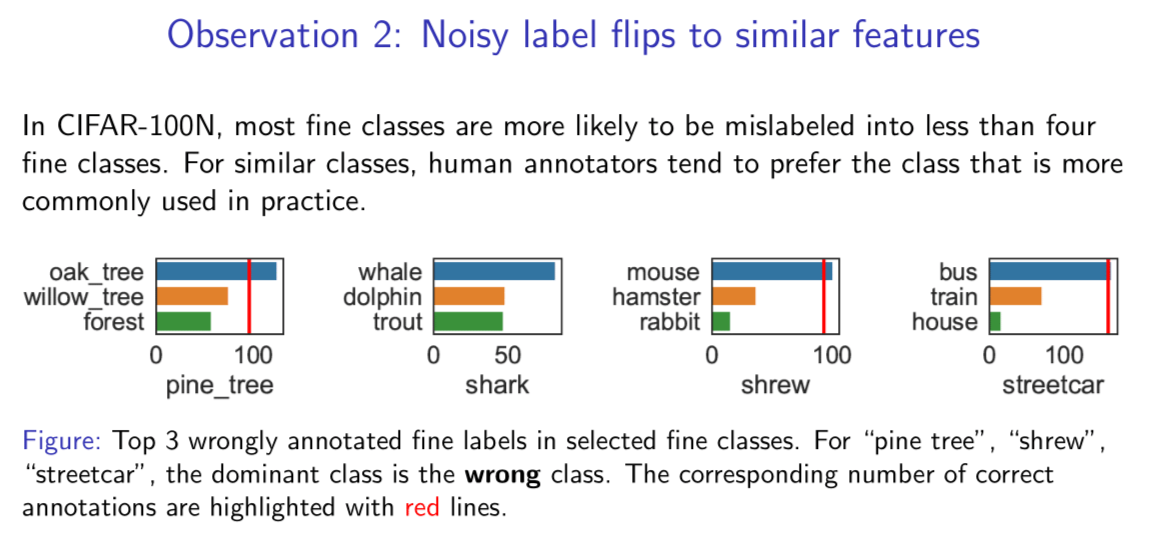 Observation 2: Noisy label flips to similar features
In CIFAR-100N, most fine classes are more likely to be mislabeled into less than four
fine classes. For similar classes, human annotators tend to prefer the class that is more
commonly used in practice.
oak_tree
willow_tree
forest
0 100
pine_tree
whale
dolphin
trout
0 50
shark
mouse
hamster
rabbit
0 100
shrew
bus
train
house
0 100
streetcar
Figure: Top 3 wrongly annotated fine labels in selected fine classes. For “pine tree”, “shrew”,
“streetcar”, the dominant class is the wrong class. The corresponding number of correct
annotations are highlighted with red lines.